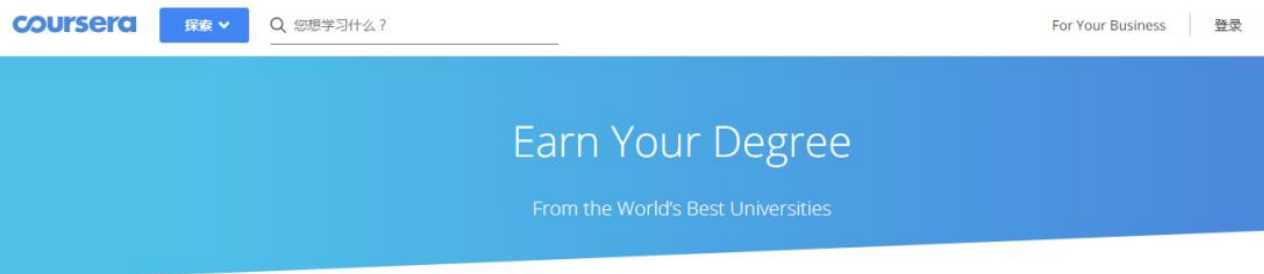 coursera 探索 您想学习什么？ For Your Business 登录
Earn Your Degree
From the World's Best Universities